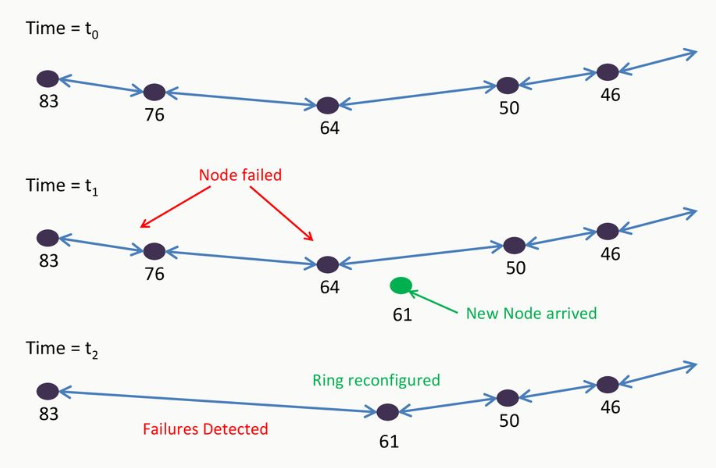 Time = t0
83
76
64
50
46
Node failed
Time = t1
83
76
64
50
46
61
New Node arrived
Time = t2
Ring reconfigured
83
Failures Detected
61
50
46